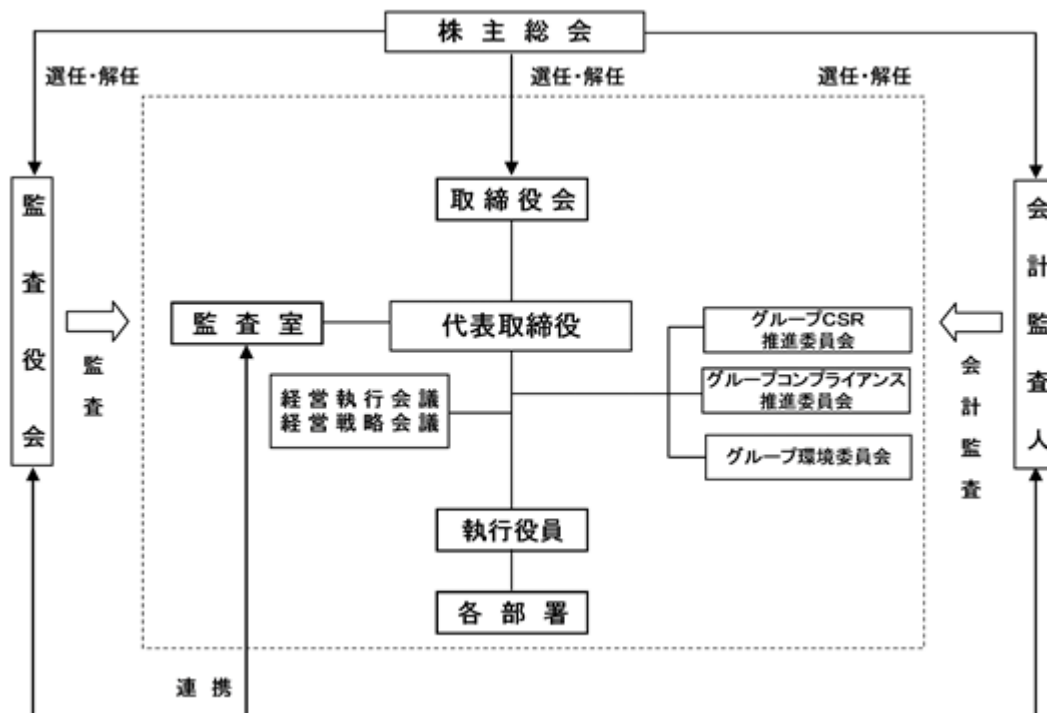 株主総会
選任・解任
選任・解任
選任・解任
監査役会
取締役会
会計監査人
監査室
代表取締役
グループCSR
推進委員会
監査
経営執行会議
経営戦略会議
グループコンプライアンス
推進委員会
会計監査
グループ環境委員会
執行役員
各部署
連携